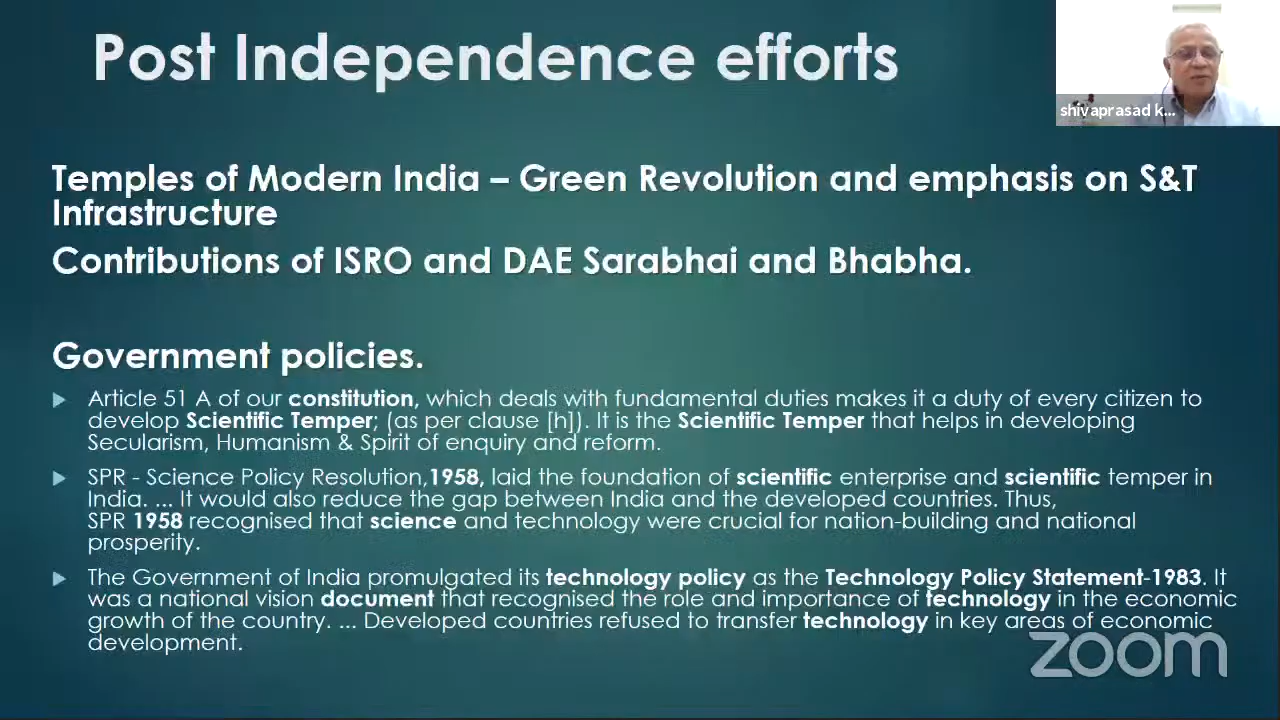 Post Independence efforts
shivaprasad k...
Temples of Modern India – Green Revolution and emphasis on S&T
Infrastructure
Contributions of ISRO and DAE Sarabhai and Bhabha.
Government policies.
Article 51 A of our constitution, which deals with fundamental duties makes it a duty of every citizen to
develop Scientific Temper; (as per clause [h]). It is the Scientific Temper that helps in developing
Secularism, Humanism & Spirit of enquiry and reform.
SPR - Science Policy Resolution,1958, laid the foundation of scientific enterprise and scientific temper in
India. ... It would also reduce the gap between India and the developed countries. Thus,
SPR 1958 recognised that science and technology were crucial for nation-building and national
prosperity.
The Government of India promulgated its technology policy as the Technology Policy Statement-1983. It
was a national vision document that recognised the role and importance of technology in the economic
growth of the country. ... Developed countries refused to transfer technology in key areas of economic
development.
zoom